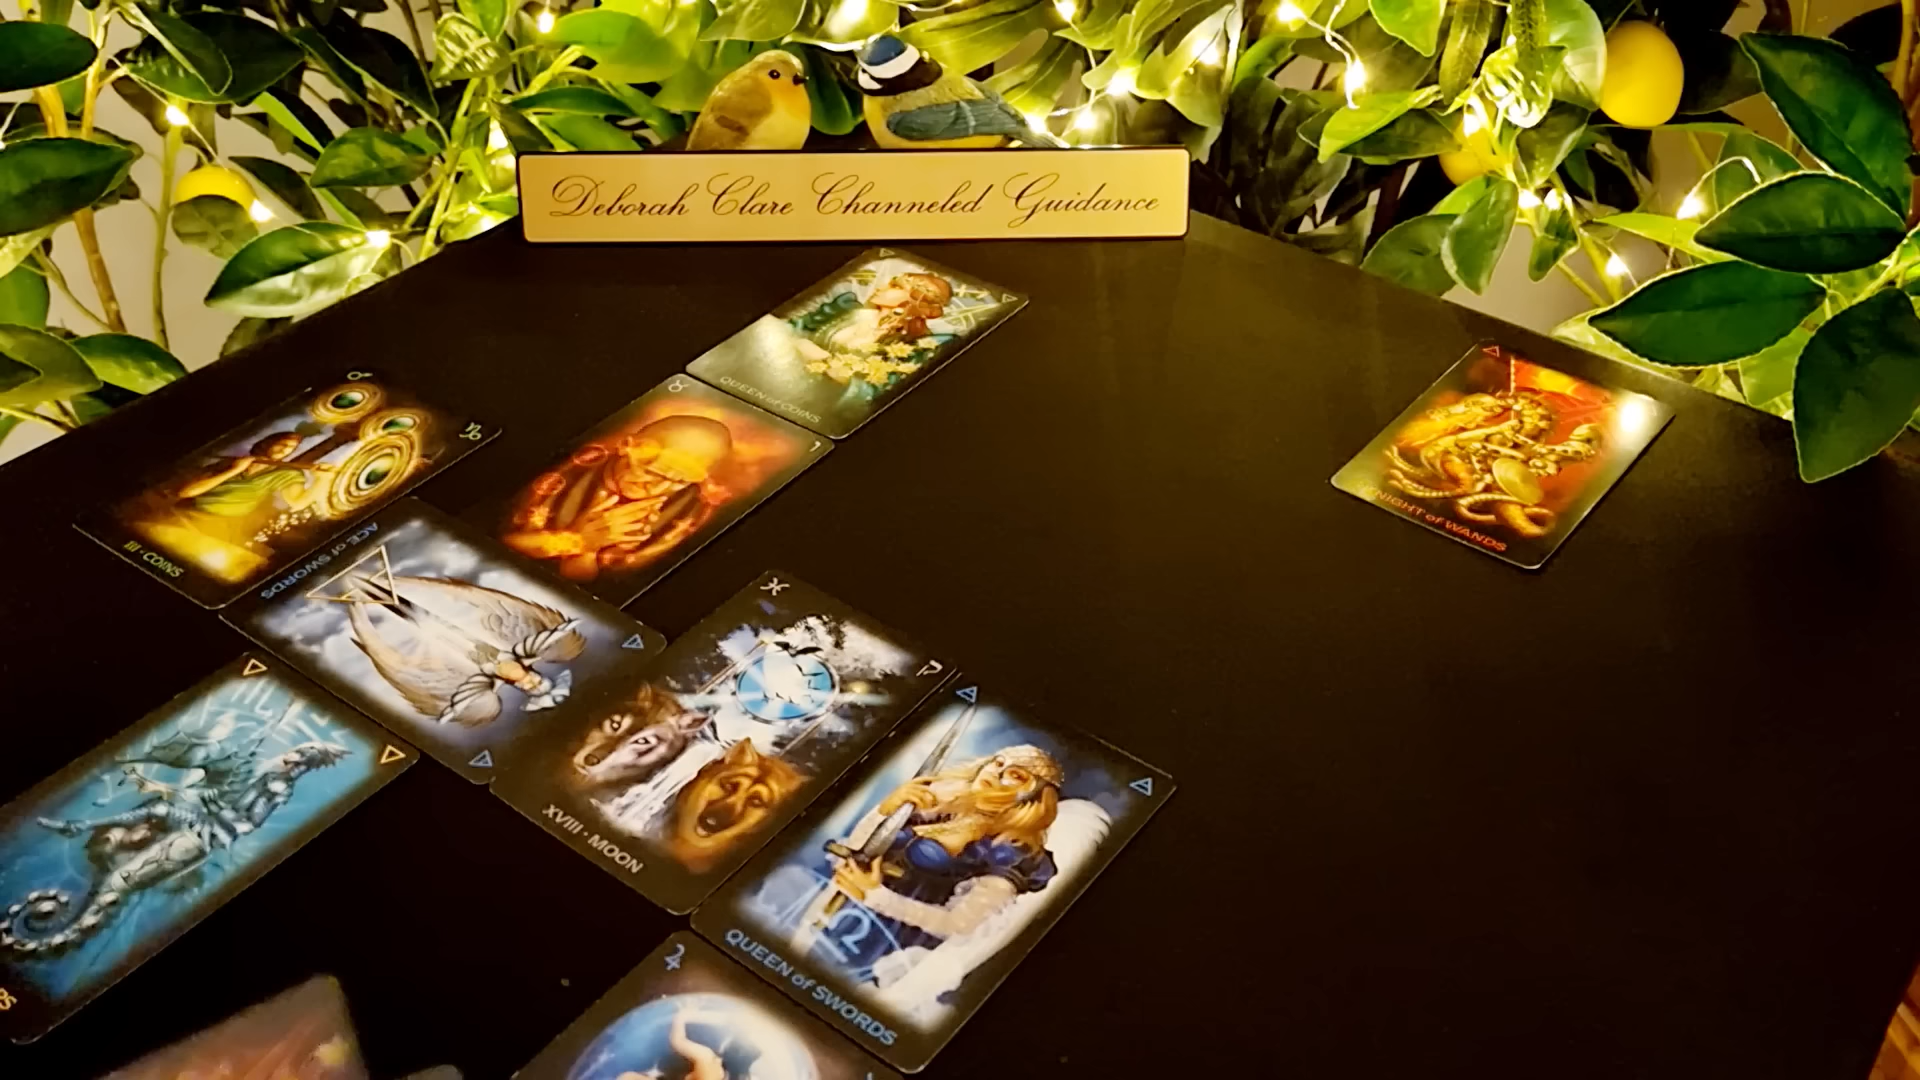 Deborah Clare Channeled Guidance
QUEEN of COINS
KNIGHT of WANDS
III · COINS
ACE of SWORDS
XVIII · MOON
QUEEN of SWORDS